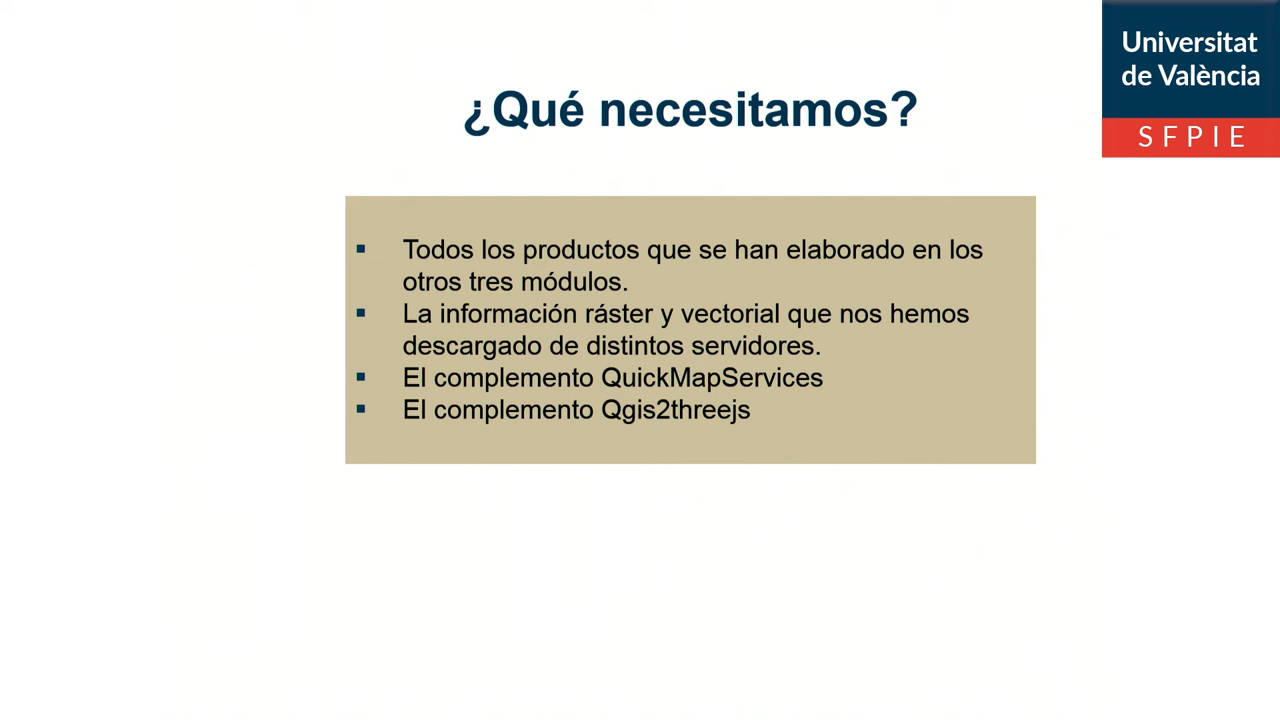 Universitat
de València
SFPIE
¿Qué necesitamos?
▪ Todos los productos que se han elaborado en los
otros tres módulos.
▪ La información ráster y vectorial que nos hemos
descargado de distintos servidores.
▪ El complemento QuickMapServices
▪ El complemento Qgis2threejs